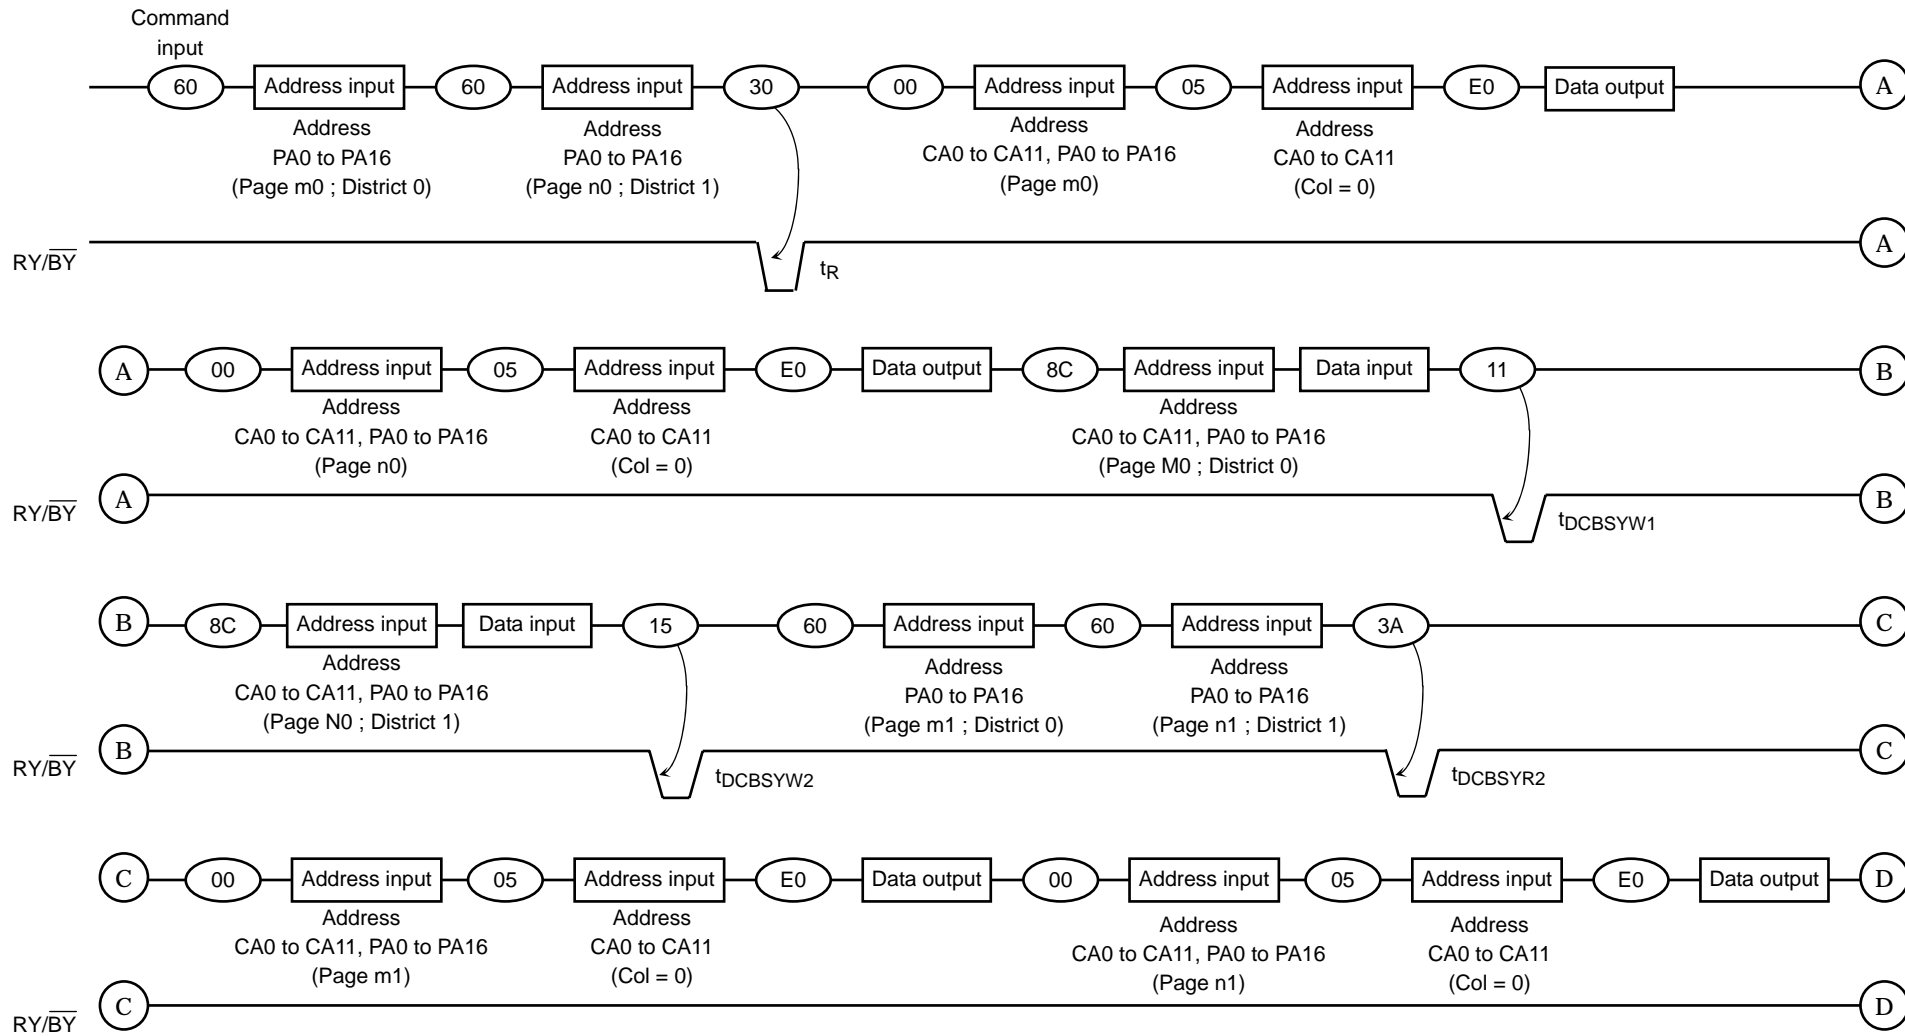 Command
input
60 Address input 60 Address input 30 00 Address input 05 Address input E0 Data output A
Address
PA0 to PA16
(Page m0 ; District 0)
Address
PA0 to PA16
(Page n0 ; District 1)
Address
CA0 to CA11, PA0 to PA16
(Page m0)
Address
CA0 to CA11
(Col = 0)
RY/BY tR A
A 00 Address input 05 Address input E0 Data output 8C Address input Data input 11 B
Address
CA0 to CA11, PA0 to PA16
(Page n0)
Address
CA0 to CA11
(Col = 0)
Address
CA0 to CA11, PA0 to PA16
(Page M0 ; District 0)
RY/BY A tDCBSYW1 B
B 8C Address input Data input 15 60 Address input 60 Address input 3A C
Address
CA0 to CA11, PA0 to PA16
(Page N0 ; District 1)
Address
PA0 to PA16
(Page m1 ; District 0)
Address
PA0 to PA16
(Page n1 ; District 1)
RY/BY B tDCBSYW2 tDCBSYR2 C
C 00 Address input 05 Address input E0 Data output 00 Address input 05 Address input E0 Data output D
Address
CA0 to CA11, PA0 to PA16
(Page m1)
Address
CA0 to CA11
(Col = 0)
Address
CA0 to CA11, PA0 to PA16
(Page n1)
Address
CA0 to CA11
(Col = 0)
RY/BY C D